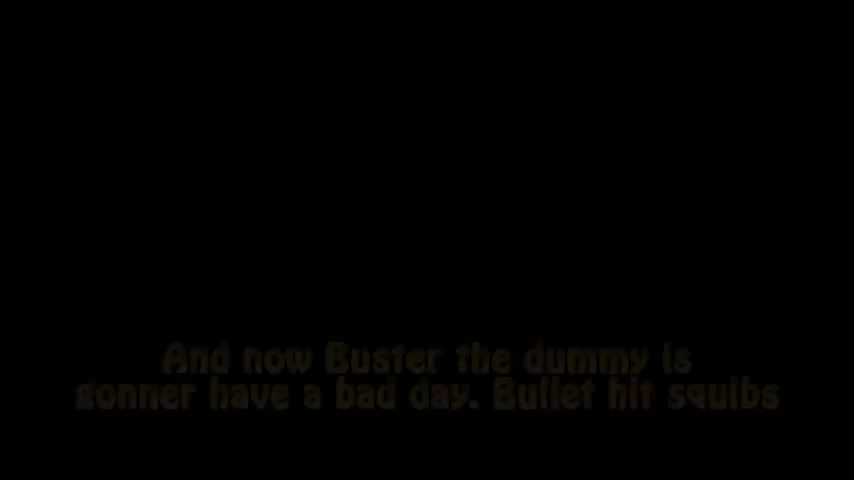 And now Buster the dummy is
gonner have a bad day. Bullet hit squibs